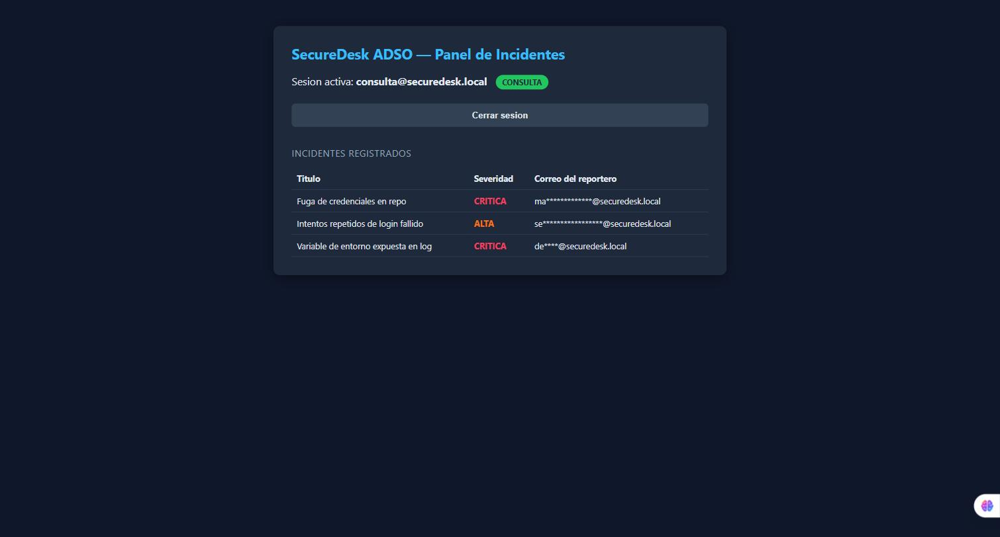 SecureDesk ADSO — Panel de Incidentes
Sesion activa: consulta@securedesk.local CONSULTA
Cerrar sesion
INCIDENTES REGISTRADOS
Titulo Severidad Correo del reportero
Fuga de credenciales en repo CRITICA ma*************@securedesk.local
Intentos repetidos de login fallido ALTA se*****************@securedesk.local
Variable de entorno expuesta en log CRITICA de****@securedesk.local